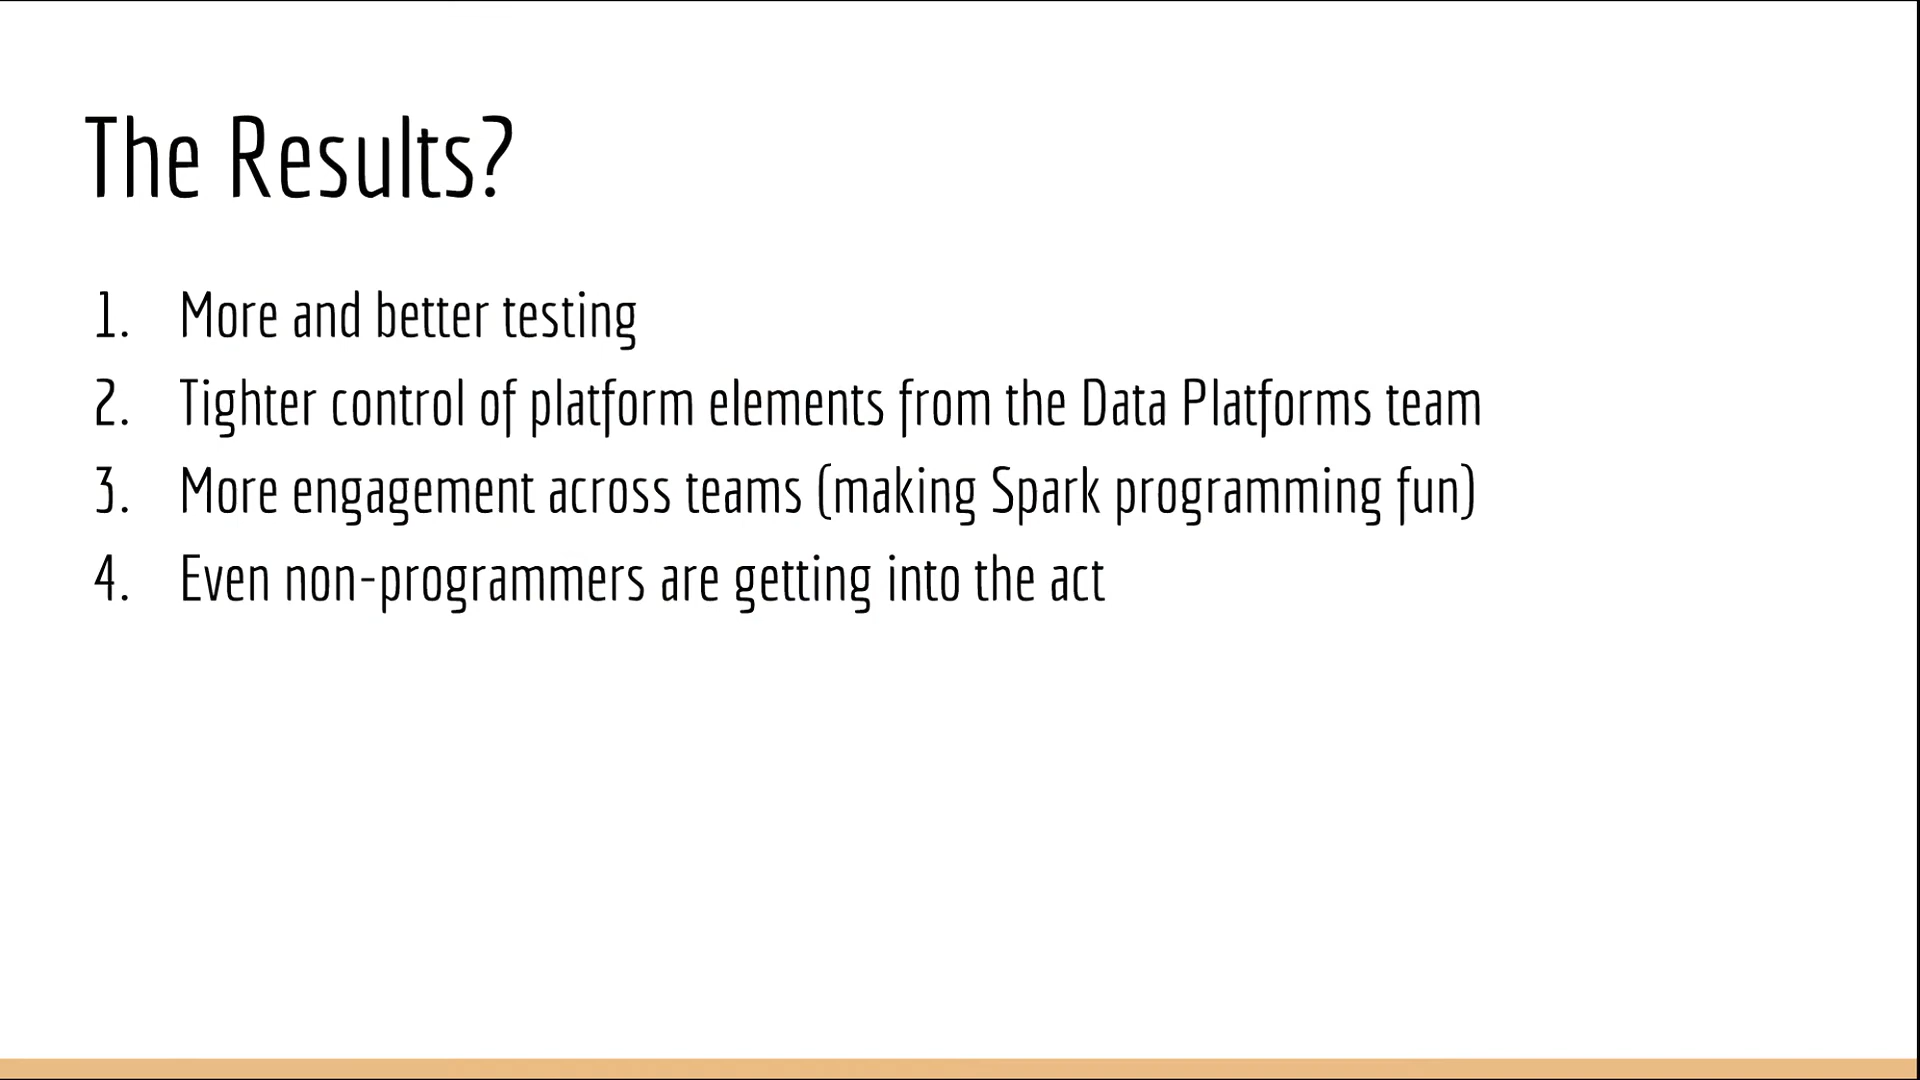 The Results?
1. More and better testing
2. Tighter control of platform elements from the Data Platforms team
3. More engagement across teams (making Spark programming fun)
4. Even non-programmers are getting into the act